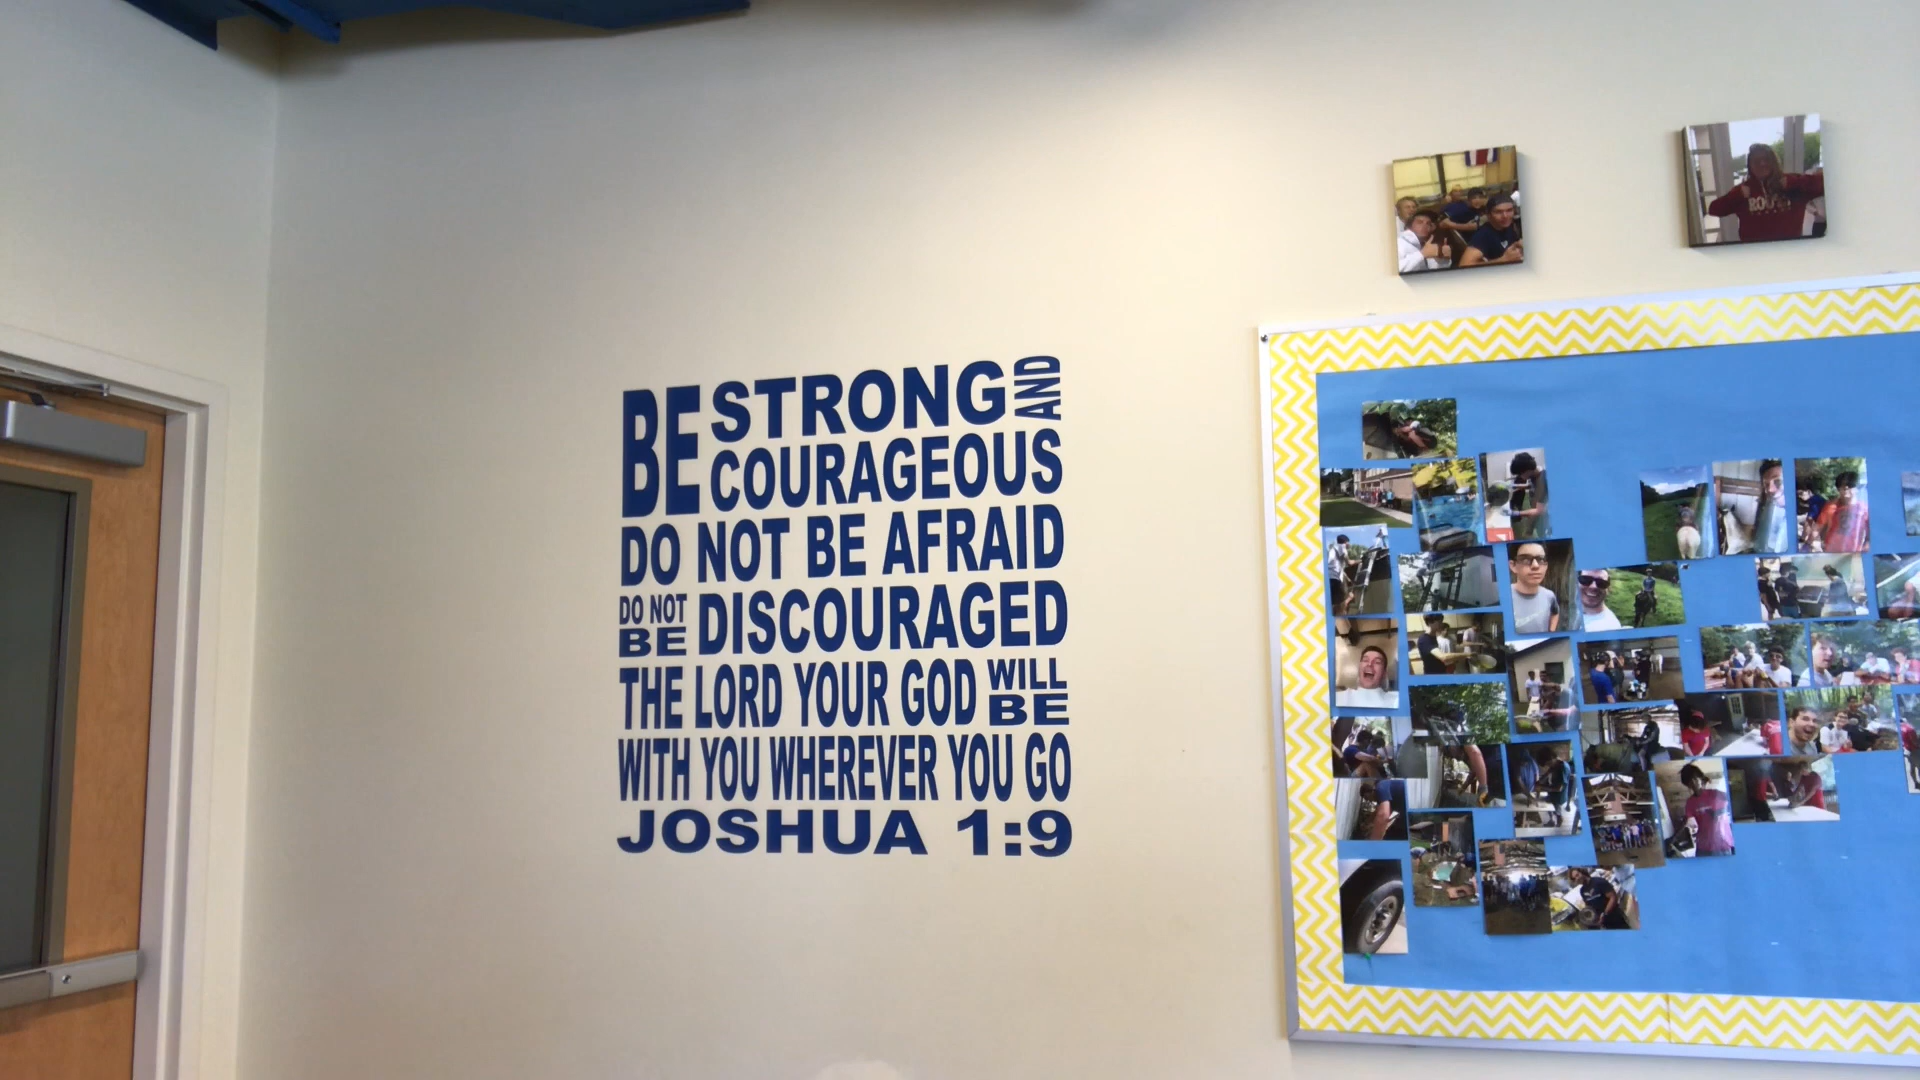 BE STRONG AND
COURAGEOUS
DO NOT BE AFRAID
DO NOT
BE DISCOURAGED
THE LORD YOUR GOD WILL
BE
WITH YOU WHEREVER YOU GO
JOSHUA 1:9